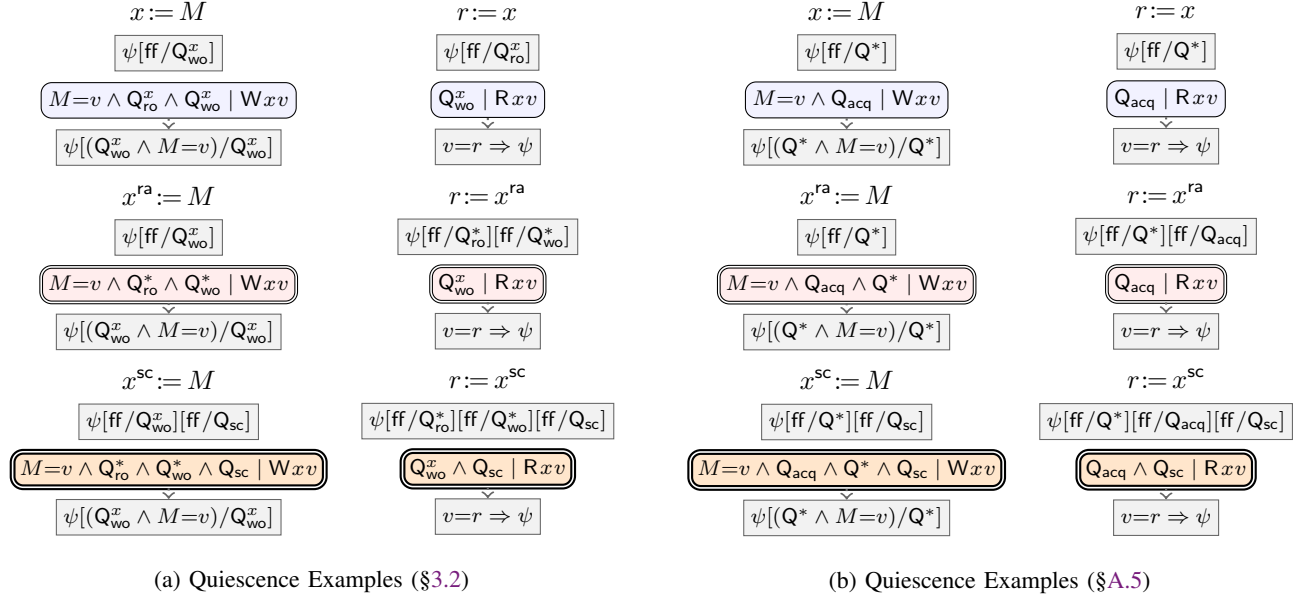 x := M
ψ[ff/Q^x_wo]
M=v ∧ Q^x_ro ∧ Q^x_wo | W x v
ψ[(Q^x_wo ∧ M=v)/Q^x_wo]
r := x
ψ[ff/Q^x_ro]
Q^x_wo | R x v
v=r ⇒ ψ
x^ra := M
ψ[ff/Q^x_wo]
M=v ∧ Q^*_ro ∧ Q^*_wo | W x v
ψ[(Q^x_wo ∧ M=v)/Q^x_wo]
r := x^ra
ψ[ff/Q^*_ro][ff/Q^*_wo]
Q^x_wo | R x v
v=r ⇒ ψ
x^sc := M
ψ[ff/Q^x_wo][ff/Q_sc]
M=v ∧ Q^*_ro ∧ Q^*_wo ∧ Q_sc | W x v
ψ[(Q^x_wo ∧ M=v)/Q^x_wo]
r := x^sc
ψ[ff/Q^*_ro][ff/Q^*_wo][ff/Q_sc]
Q^x_wo ∧ Q_sc | R x v
v=r ⇒ ψ
(a) Quiescence Examples (§3.2)
x := M
ψ[ff/Q^*]
M=v ∧ Q_acq | W x v
ψ[(Q^* ∧ M=v)/Q^*]
r := x
ψ[ff/Q^*]
Q_acq | R x v
v=r ⇒ ψ
x^ra := M
ψ[ff/Q^*]
M=v ∧ Q_acq ∧ Q^* | W x v
ψ[(Q^* ∧ M=v)/Q^*]
r := x^ra
ψ[ff/Q^*][ff/Q_acq]
Q_acq | R x v
v=r ⇒ ψ
x^sc := M
ψ[ff/Q^*][ff/Q_sc]
M=v ∧ Q_acq ∧ Q^* ∧ Q_sc | W x v
ψ[(Q^* ∧ M=v)/Q^*]
r := x^sc
ψ[ff/Q^*][ff/Q_acq][ff/Q_sc]
Q_acq ∧ Q_sc | R x v
v=r ⇒ ψ
(b) Quiescence Examples (§A.5)